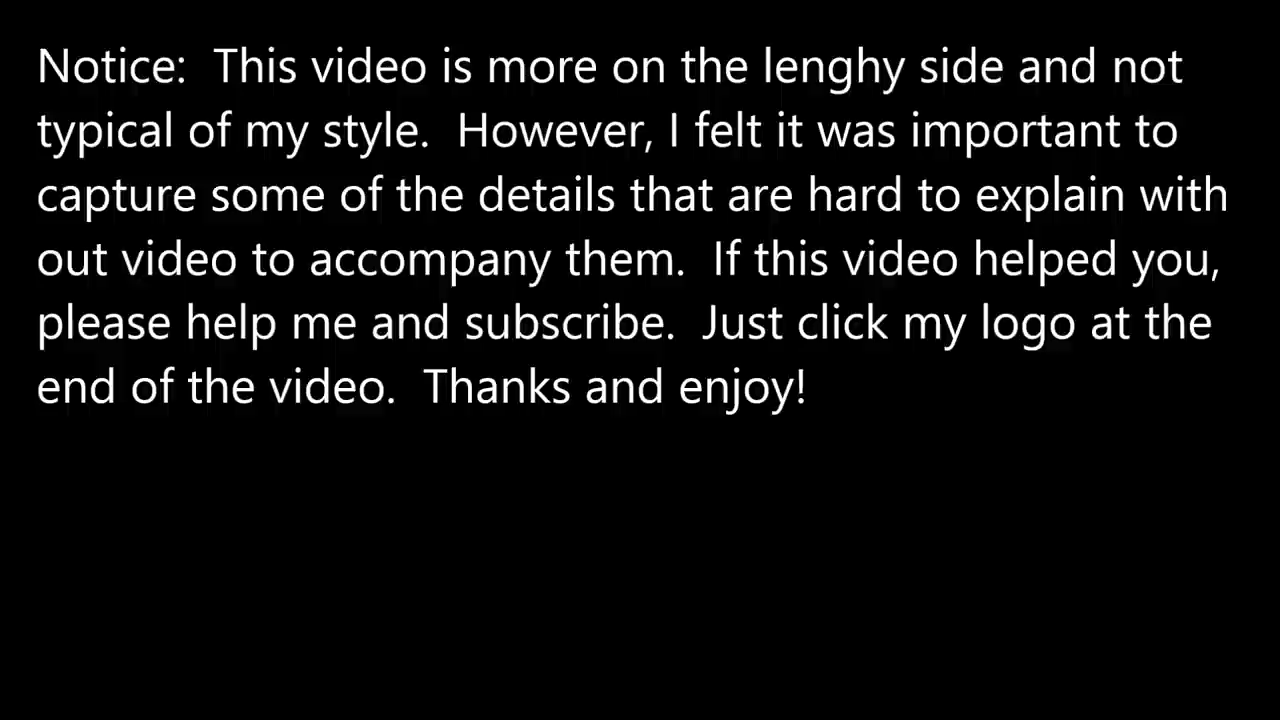 Notice:  This video is more on the lenghy side and not
typical of my style.  However, I felt it was important to
capture some of the details that are hard to explain with
out video to accompany them.  If this video helped you,
please help me and subscribe.  Just click my logo at the
end of the video.  Thanks and enjoy!